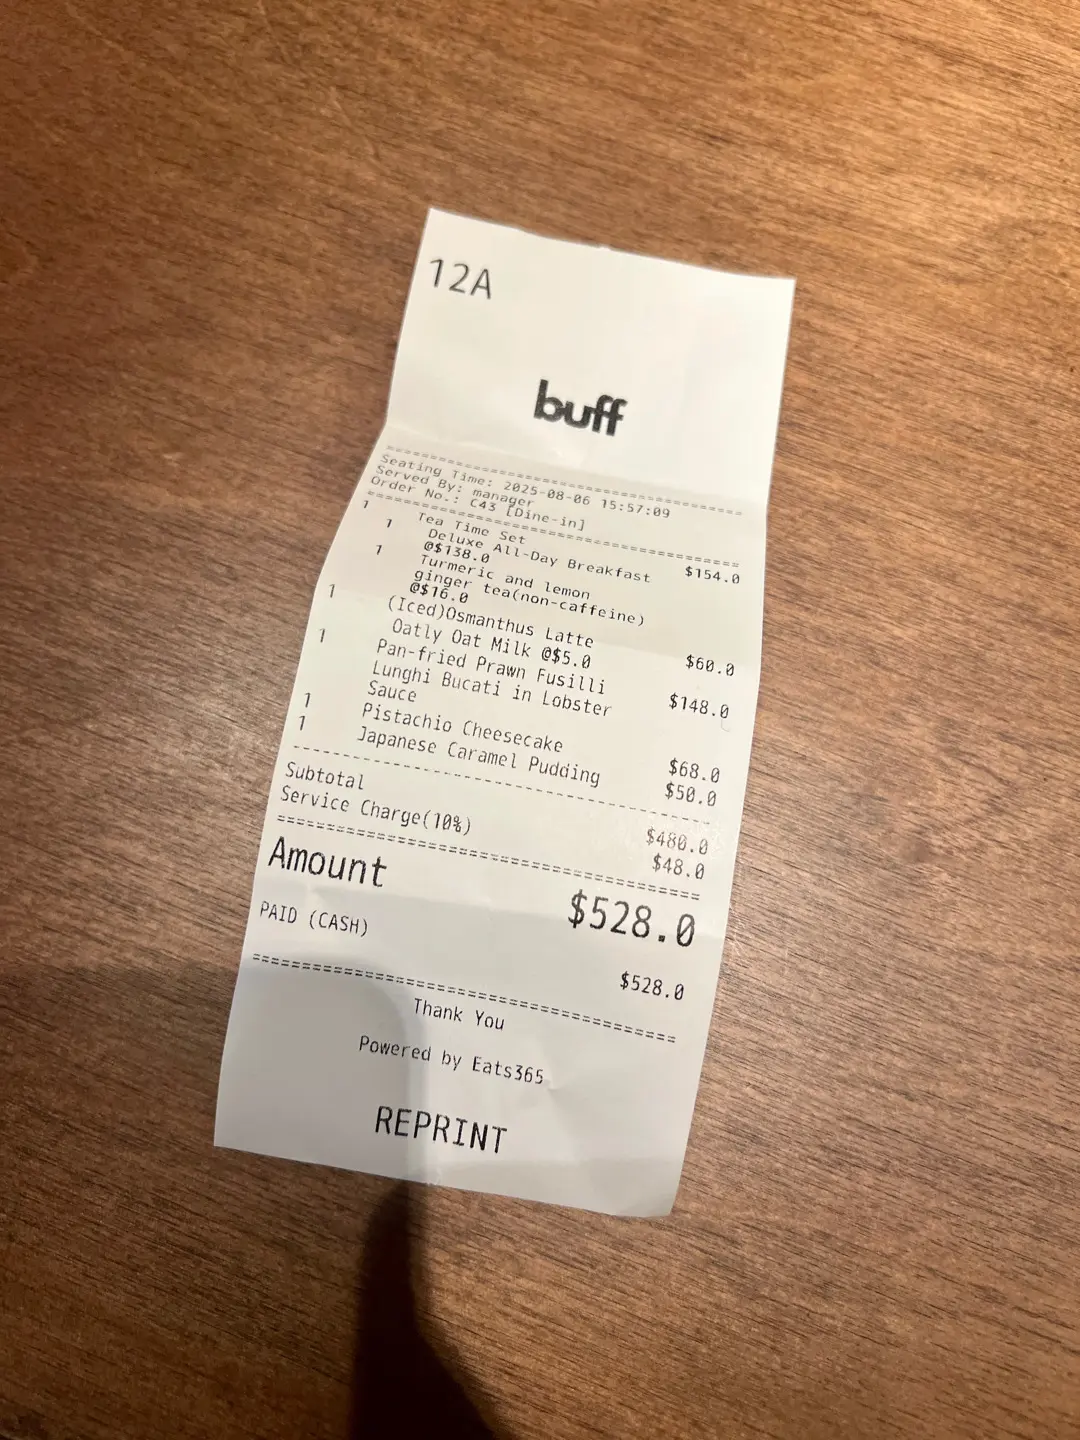 12A
buff
================================================
Seating Time: 2025-08-06 15:57:09
Served By: manager
Order No.: C43 [Dine-in]
================================================
1 Tea Time Set $154.0
1 Deluxe All-Day Breakfast
@$138.0
1 Turmeric and lemon
ginger tea(non-caffeine)
@$16.0
1 (Iced)Osmanthus Latte $60.0
Oatly Oat Milk @$5.0
1 Pan-fried Prawn Fusilli $148.0
Lunghi Bucati in Lobster
Sauce
1 Pistachio Cheesecake $68.0
1 Japanese Caramel Pudding $50.0
------------------------------------------------
Subtotal $480.0
Service Charge(10%) $48.0
================================================
Amount $528.0
PAID (CASH) $528.0
================================================
Thank You
Powered by Eats365
REPRINT